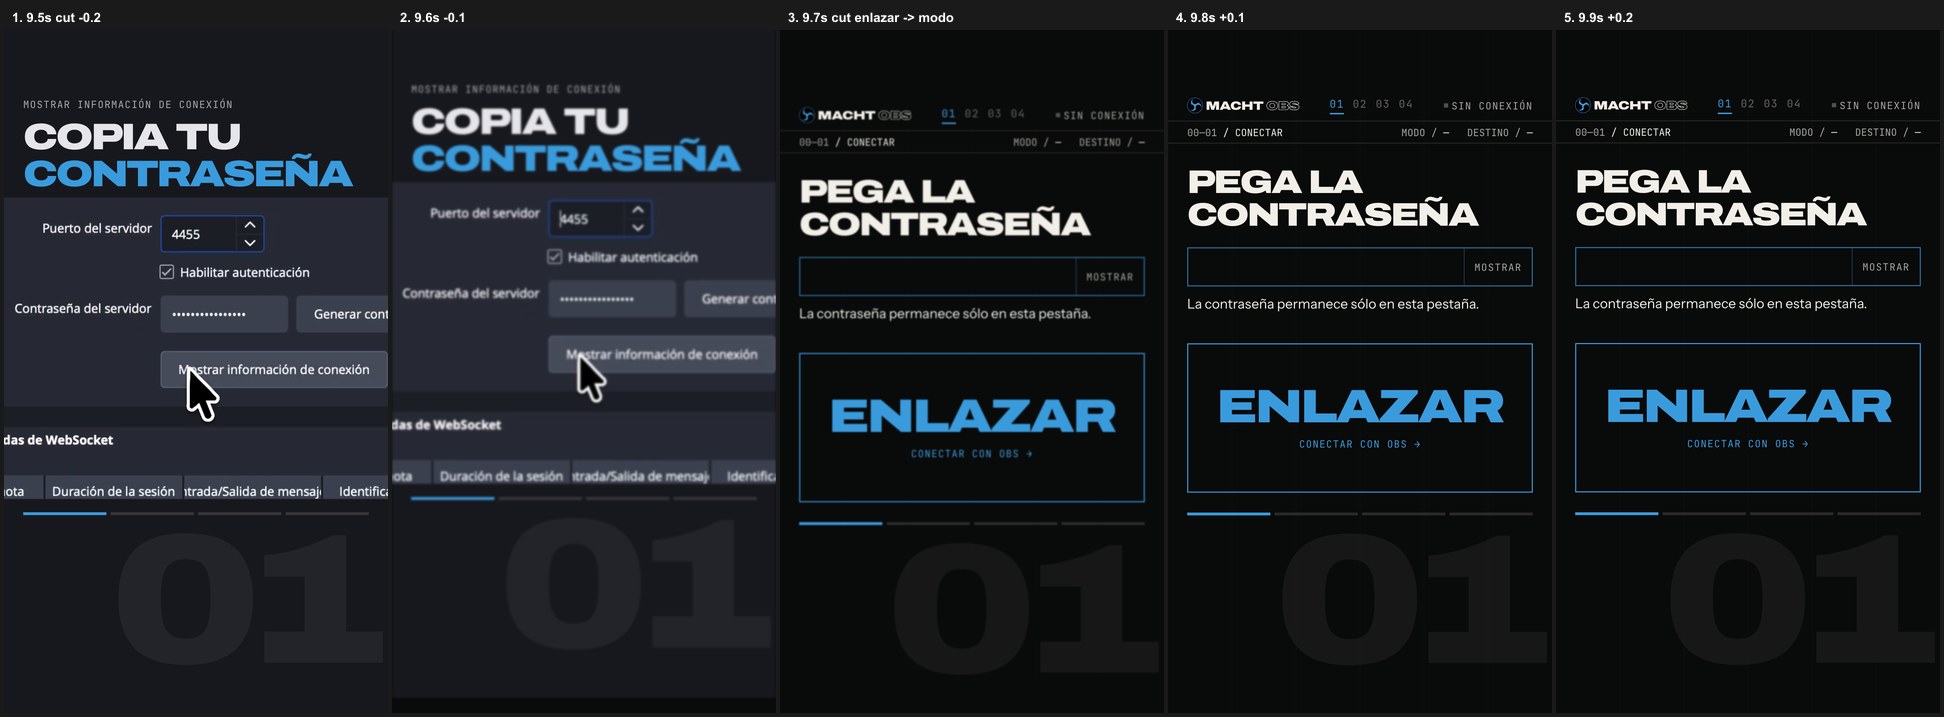 1. 9.5s cut -0.2
MOSTRAR INFORMACIÓN DE CONEXIÓN
COPIA TU
CONTRASEÑA
Puerto del servidor
4455
Habilitar autenticación
Contraseña del servidor
••••••••••••••••
Generar cont
Mostrar información de conexión
das de WebSocket
ota
Duración de la sesión
ntrada/Salida de mensaj
Identifica
01
2. 9.6s -0.1
MOSTRAR INFORMACIÓN DE CONEXIÓN
COPIA TU
CONTRASEÑA
Puerto del servidor
4455
Habilitar autenticación
Contraseña del servidor
••••••••••••••••
Generar cont
Mostrar información de conexión
das de WebSocket
ota
Duración de la sesión
ntrada/Salida de mensaj
Identifica
01
3. 9.7s cut enlazar -> modo
MACHT OBS
01 02 03 04
SIN CONEXIÓN
00—01 / CONECTAR
MODO / —
DESTINO / —
PEGA LA
CONTRASEÑA
MOSTRAR
La contraseña permanece sólo en esta pestaña.
ENLAZAR
CONECTAR CON OBS →
01
4. 9.8s +0.1
MACHT OBS
01 02 03 04
SIN CONEXIÓN
00—01 / CONECTAR
MODO / —
DESTINO / —
PEGA LA
CONTRASEÑA
MOSTRAR
La contraseña permanece sólo en esta pestaña.
ENLAZAR
CONECTAR CON OBS →
01
5. 9.9s +0.2
MACHT OBS
01 02 03 04
SIN CONEXIÓN
00—01 / CONECTAR
MODO / —
DESTINO / —
PEGA LA
CONTRASEÑA
MOSTRAR
La contraseña permanece sólo en esta pestaña.
ENLAZAR
CONECTAR CON OBS →
01